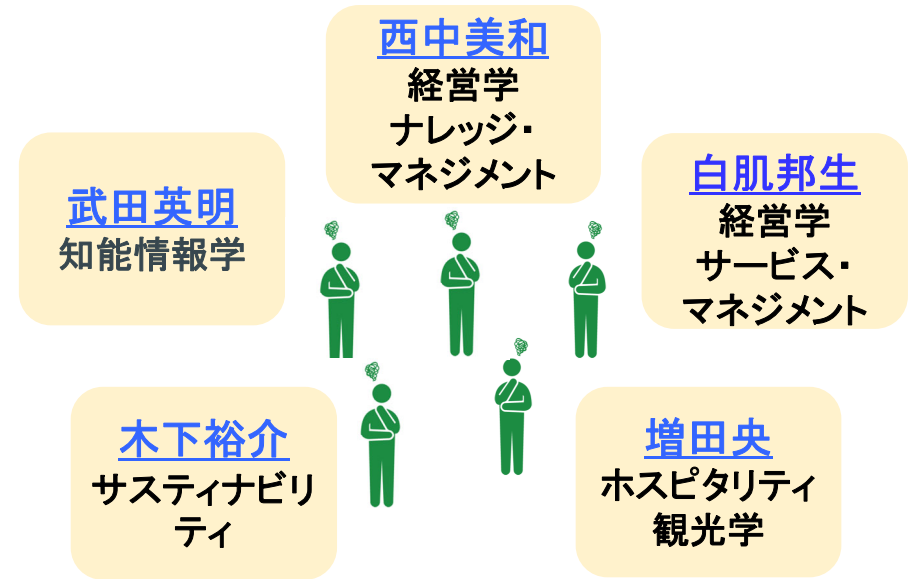 西中美和
経営学
ナレッジ・
マネジメント
武田英明
知能情報学
白肌邦生
経営学
サービス・
マネジメント
木下裕介
サスティナビリ
ティ
増田央
ホスピタリティ
観光学